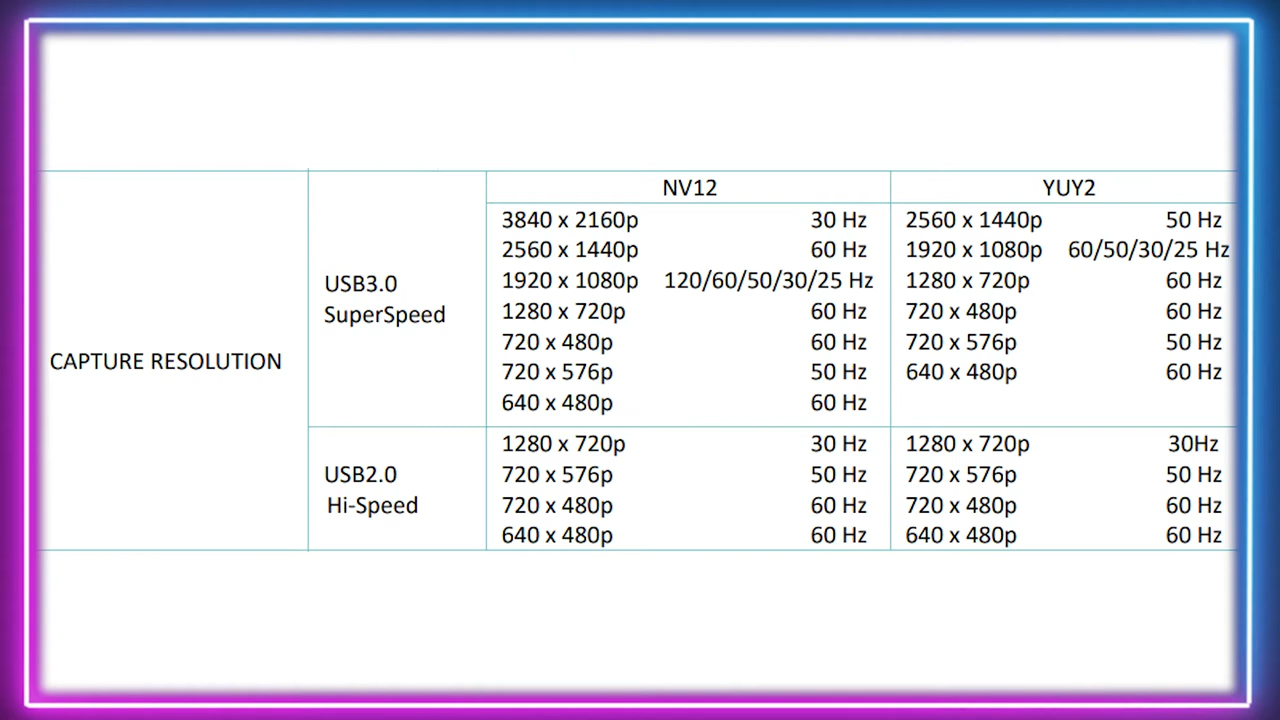 NV12 YUY2
3840 x 2160p 30 Hz 2560 x 1440p 50 Hz
2560 x 1440p 60 Hz 1920 x 1080p 60/50/30/25 Hz
USB3.0 1920 x 1080p 120/60/50/30/25 Hz 1280 x 720p 60 Hz
SuperSpeed 1280 x 720p 60 Hz 720 x 480p 60 Hz
720 x 480p 60 Hz 720 x 576p 50 Hz
CAPTURE RESOLUTION 720 x 576p 50 Hz 640 x 480p 60 Hz
640 x 480p 60 Hz
1280 x 720p 30 Hz 1280 x 720p 30Hz
USB2.0 720 x 576p 50 Hz 720 x 576p 50 Hz
Hi-Speed 720 x 480p 60 Hz 720 x 480p 60 Hz
640 x 480p 60 Hz 640 x 480p 60 Hz